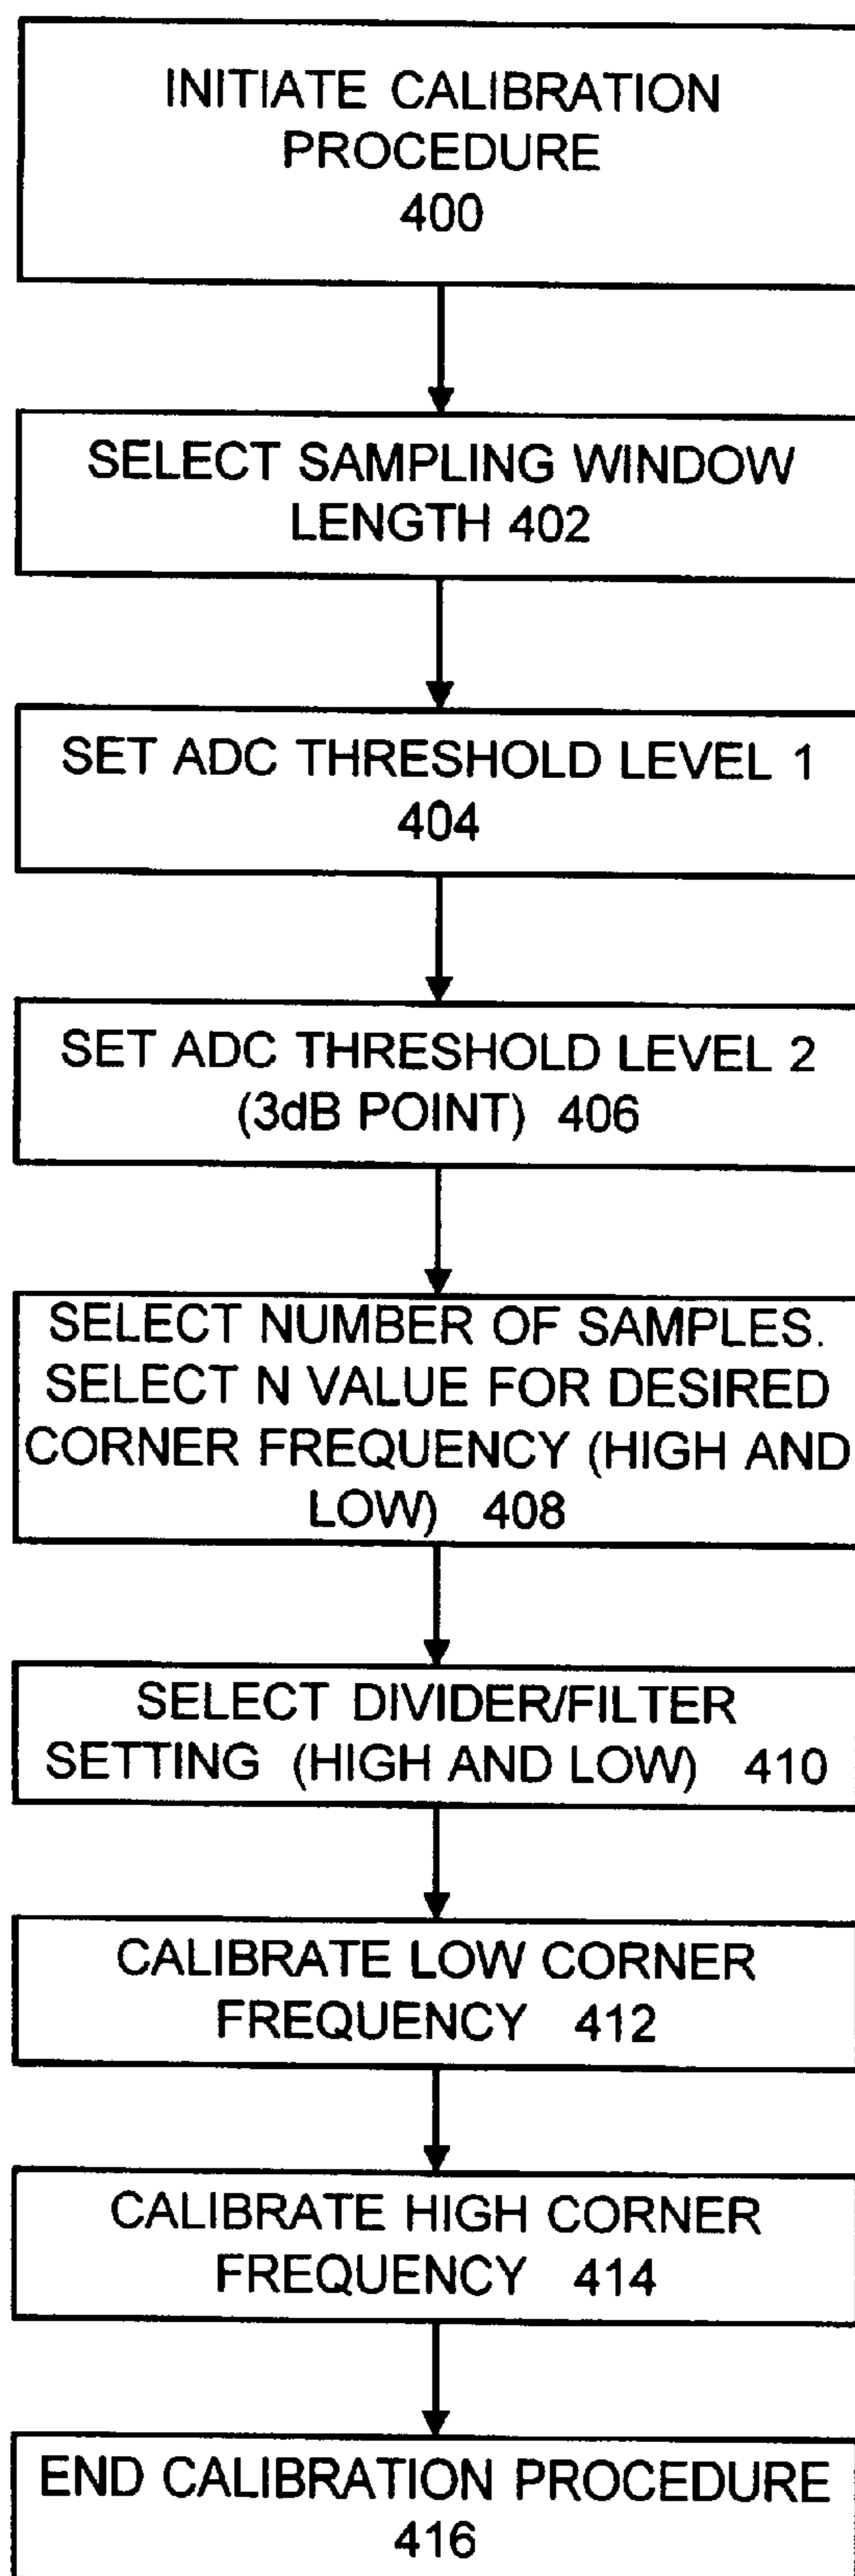 INITIATE CALIBRATION
PROCEDURE
400
SELECT SAMPLING WINDOW
LENGTH 402
SET ADC THRESHOLD LEVEL 1
404
SET ADC THRESHOLD LEVEL 2
(3dB POINT) 406
SELECT NUMBER OF SAMPLES.
SELECT N VALUE FOR DESIRED
CORNER FREQUENCY (HIGH AND
LOW) 408
SELECT DIVIDER/FILTER
SETTING (HIGH AND LOW) 410
CALIBRATE LOW CORNER
FREQUENCY 412
CALIBRATE HIGH CORNER
FREQUENCY 414
END CALIBRATION PROCEDURE
416